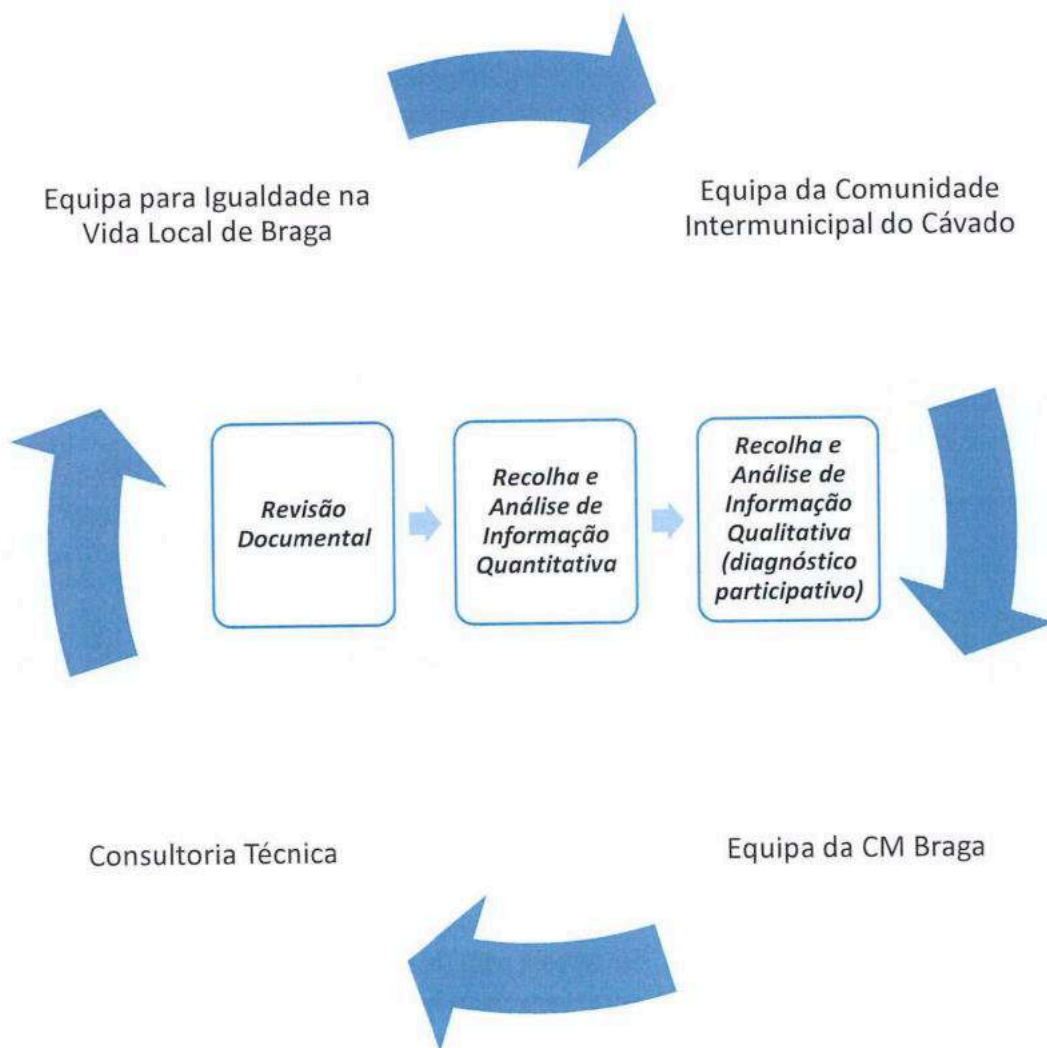 Equipa para Igualdade na
Vida Local de Braga
Equipa da Comunidade
Intermunicipal do Cávado
Revisão
Documental
Recolha e
Análise de
Informação
Quantitativa
Recolha e
Análise de
Informação
Qualitativa
(diagnóstico
participativo)
Consultoria Técnica
Equipa da CM Braga